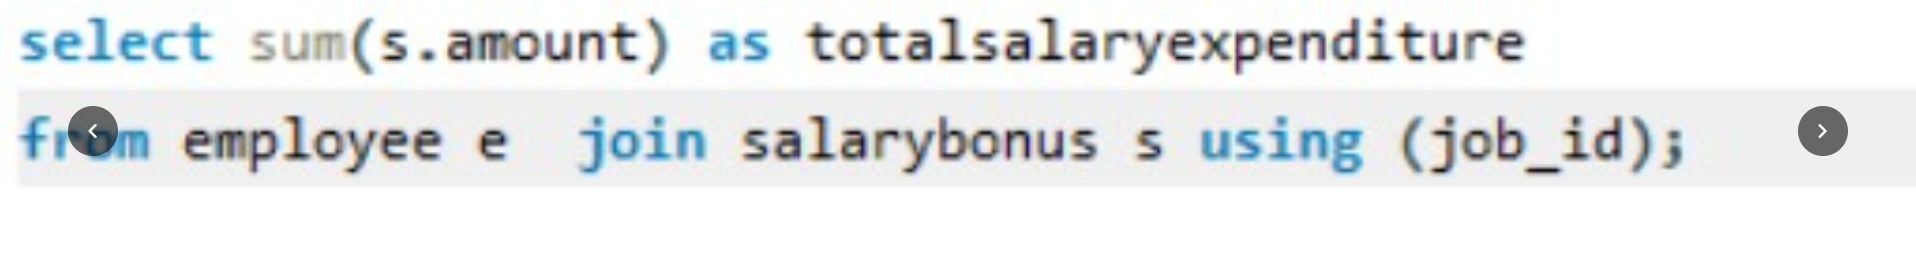 select sum(s.amount) as totalsalaryexpenditure
from employee e  join salarybonus s using (job_id);